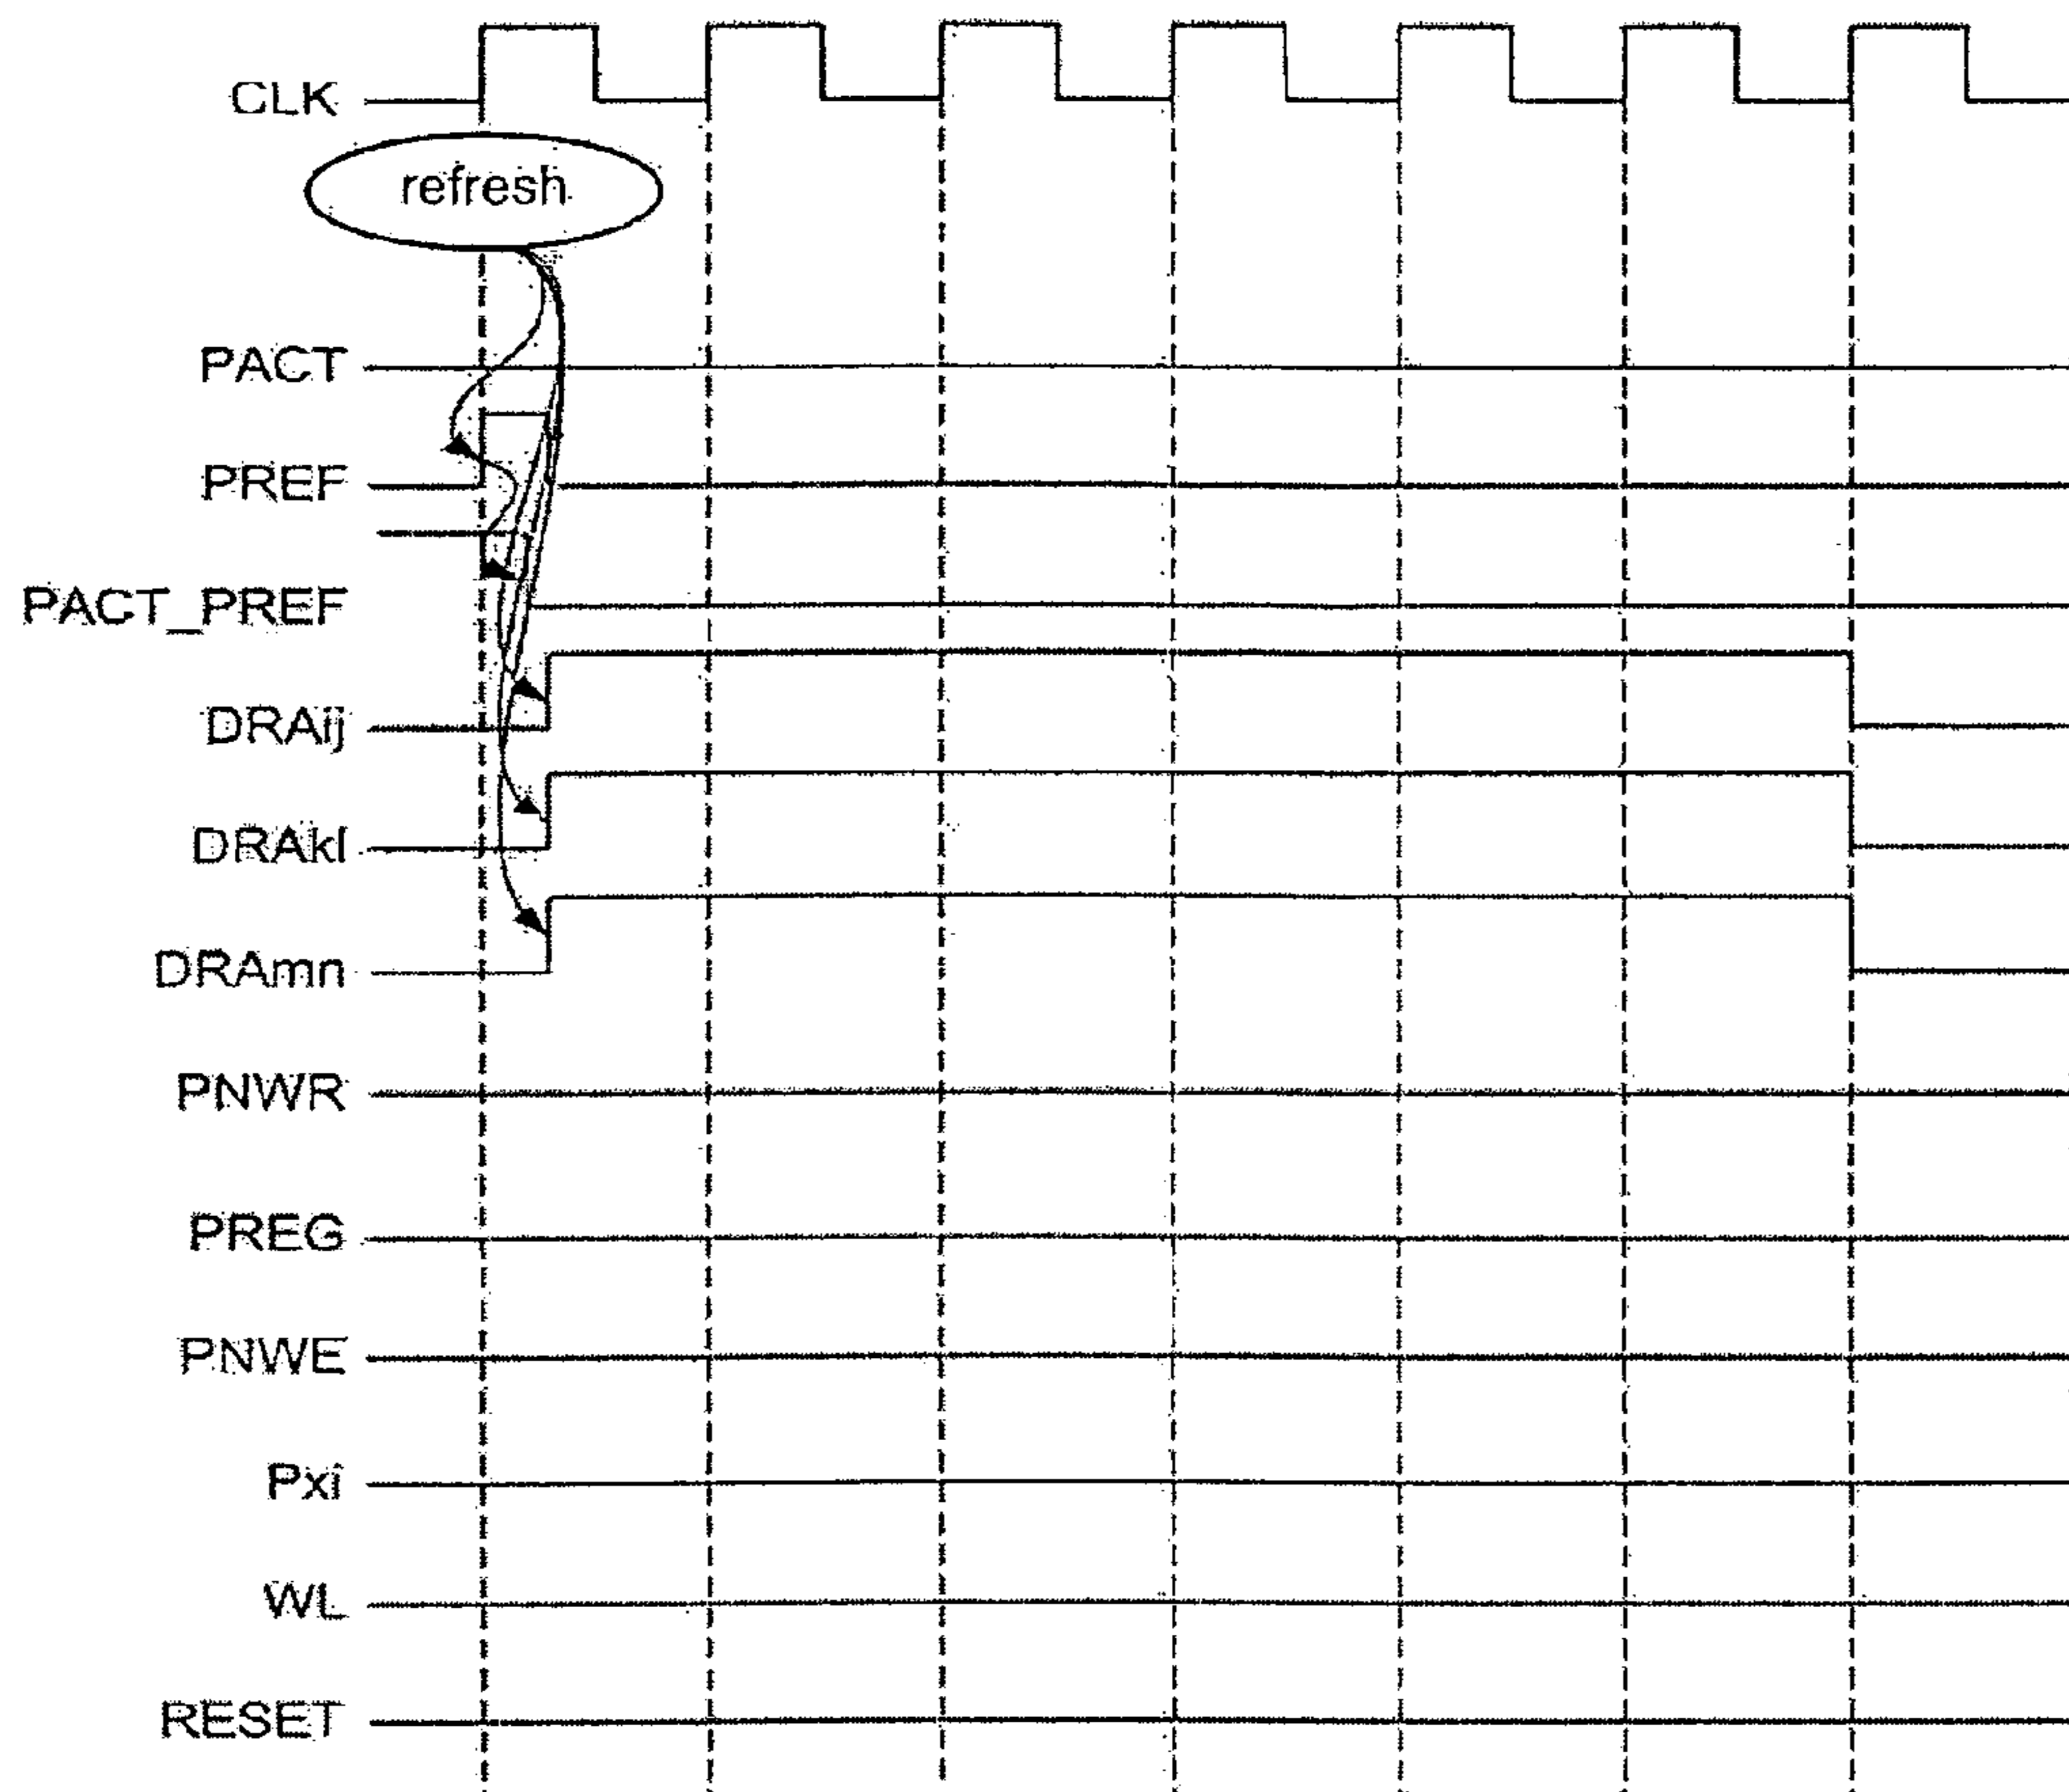 CLK
refresh
PACT
PREF
PACT_PREF
DRAij
DRAkl
DRAmn
PNWR
PREG
PNWE
Pxi
WL
RESET